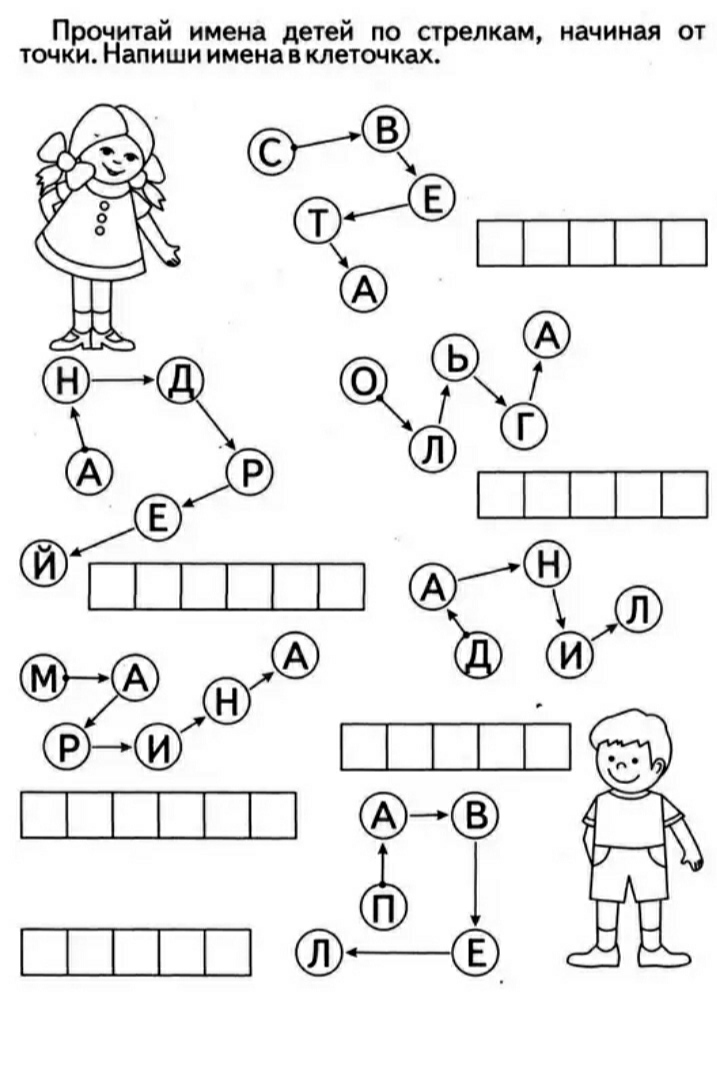 Прочитай имена детей по стрелкам, начиная от
точки. Напиши имена в клеточках.
С В Е Т А
О Л Ь Г А
А Н Д Р Е Й
Д А Н И Л
М А Р И Н А
П А В Е Л